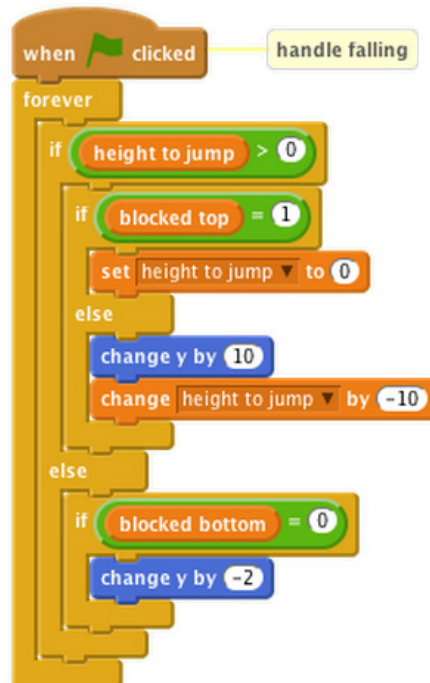 when clicked
handle falling
forever
if height to jump > 0
if blocked top = 1
set height to jump ▼ to 0
else
change y by 10
change height to jump ▼ by -10
else
if blocked bottom = 0
change y by -2